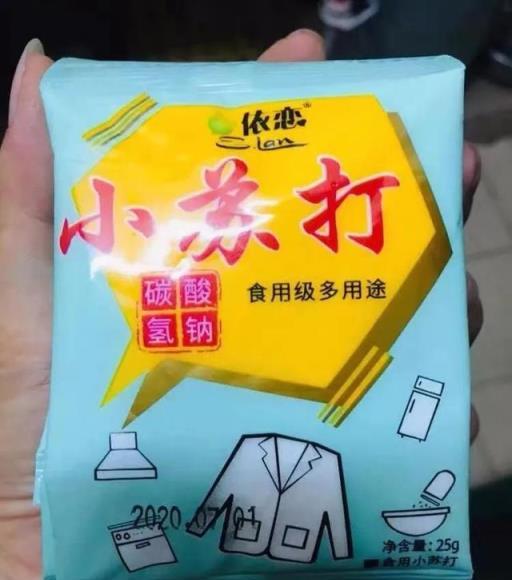 依恋®
E.lan
小苏打
碳酸
氢钠
食用级多用途
2020.07.01
净含量:25g
食用小苏打